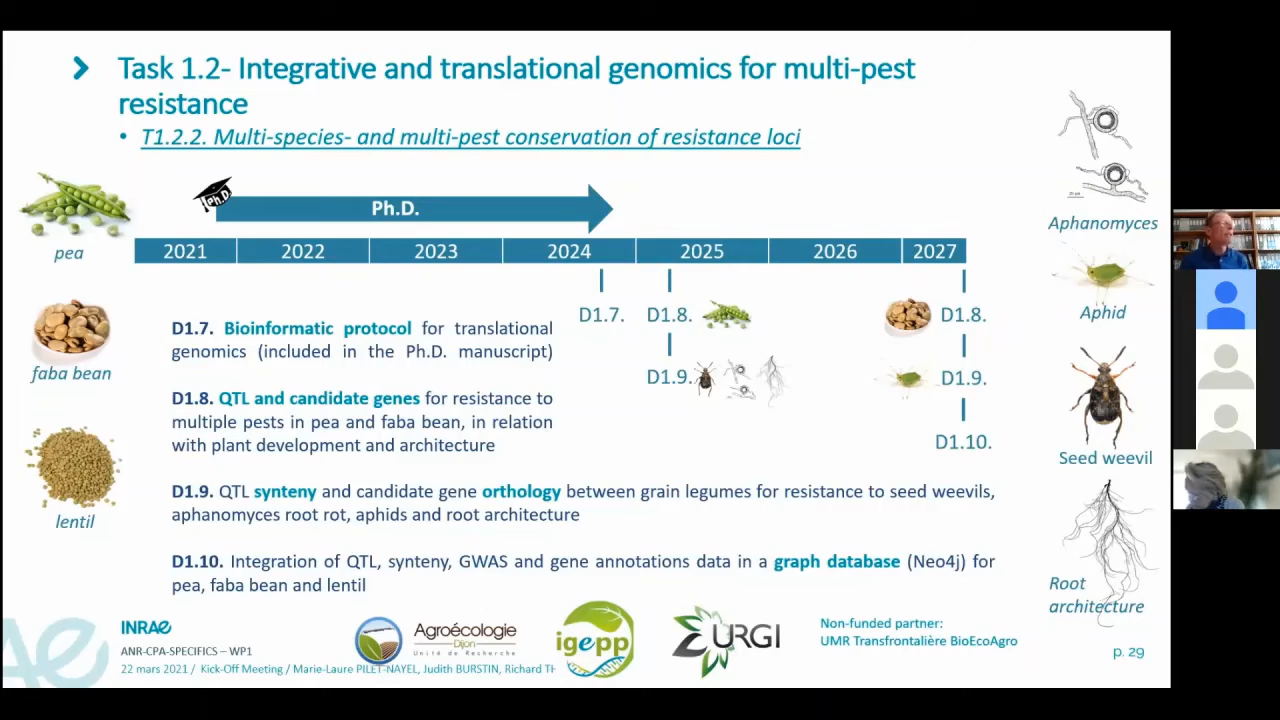 Task 1.2- Integrative and translational genomics for multi-pest
resistance
• T1.2.2. Multi-species- and multi-pest conservation of resistance loci
Ph.D.
Ph.D.
2021 2022 2023 2024 2025 2026 2027
pea
faba bean
lentil
D1.7. D1.8. D1.8.
D1.9. D1.9.
D1.10.
D1.7. Bioinformatic protocol for translational
genomics (included in the Ph.D. manuscript)
D1.8. QTL and candidate genes for resistance to
multiple pests in pea and faba bean, in relation
with plant development and architecture
D1.9. QTL synteny and candidate gene orthology between grain legumes for resistance to seed weevils,
aphanomyces root rot, aphids and root architecture
D1.10. Integration of QTL, synteny, GWAS and gene annotations data in a graph database (Neo4j) for
pea, faba bean and lentil
Aphanomyces
Aphid
Seed weevil
Root
architecture
INRAE
ANR-CPA-SPECIFICS – WP1
22 mars 2021 / Kick-Off Meeting / Marie-Laure PILET-NAYEL, Judith BURSTIN, Richard TH
Agroécologie
Dijon
Unité de Recherche
igepp
URGI
Non-funded partner:
UMR Transfrontalière BioEcoAgro
p. 29